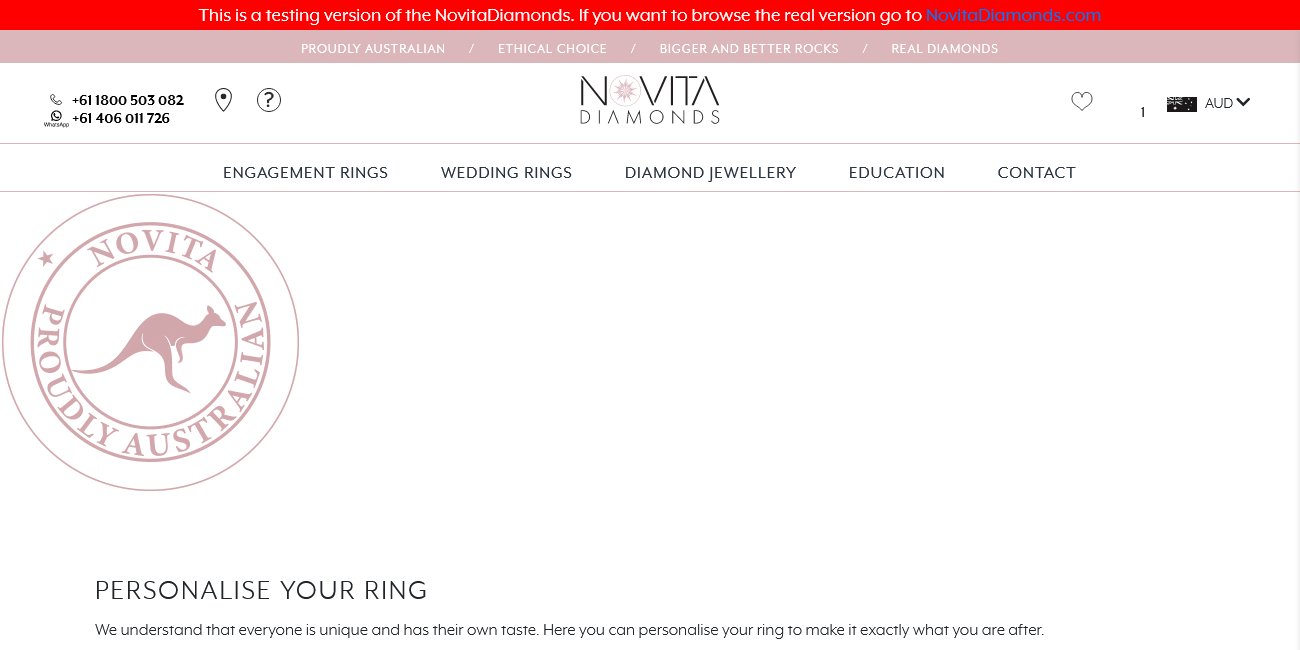 This is a testing version of the NovitaDiamonds. If you want to browse the real version go to NovitaDiamonds.com
PROUDLY AUSTRALIAN / ETHICAL CHOICE / BIGGER AND BETTER ROCKS / REAL DIAMONDS
+61 1800 503 082
WhatsApp +61 406 011 726
?
NOVITA
DIAMONDS
1
AUD
ENGAGEMENT RINGS WEDDING RINGS DIAMOND JEWELLERY EDUCATION CONTACT
NOVITA
PROUDLY AUSTRALIAN
PERSONALISE YOUR RING
We understand that everyone is unique and has their own taste. Here you can personalise your ring to make it exactly what you are after.